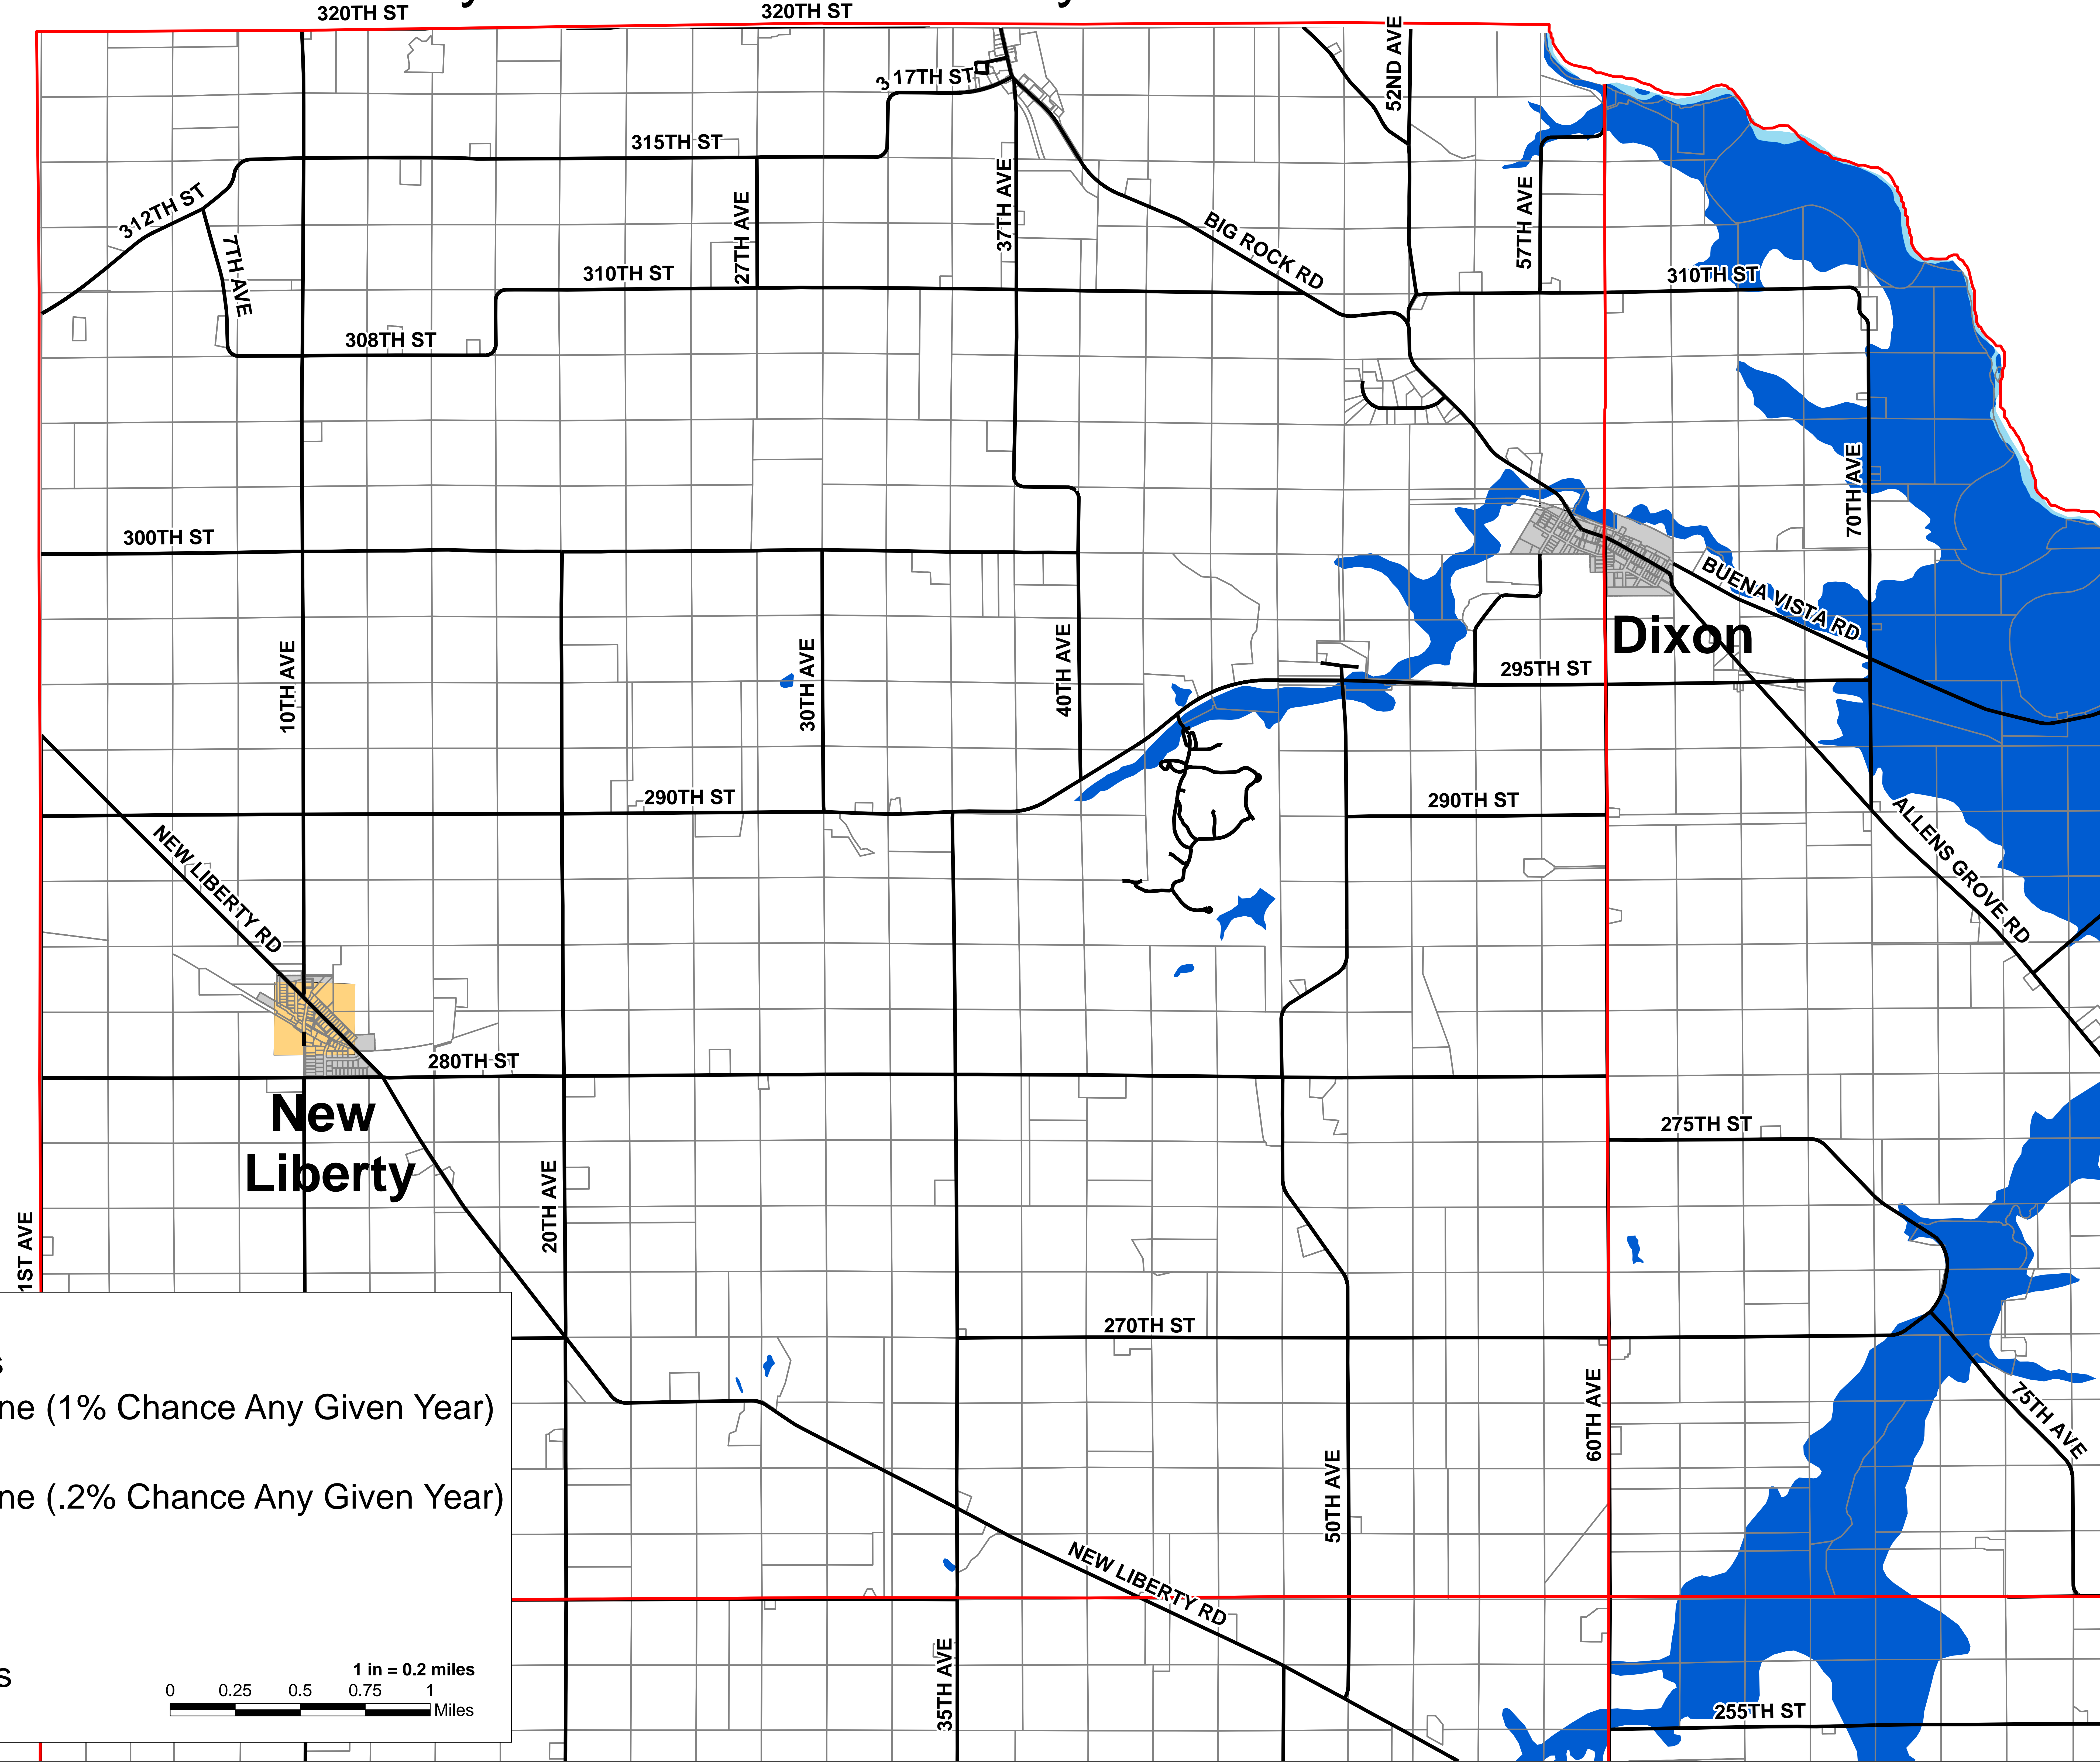 320TH ST
320TH ST
52ND AVE
317TH ST
315TH ST
312TH ST
7TH AVE
27TH AVE
37TH AVE
BIG ROCK RD
57TH AVE
310TH ST
310TH ST
308TH ST
70TH AVE
300TH ST
BUENA VISTA RD
Dixon
10TH AVE
30TH AVE
40TH AVE
295TH ST
290TH ST
290TH ST
NEW LIBERTY RD
ALLENS GROVE RD
280TH ST
New
Liberty
275TH ST
20TH AVE
1ST AVE
270TH ST
60TH AVE
75TH AVE
50TH AVE
(1% Chance Any Given Year)
(.2% Chance Any Given Year)
NEW LIBERTY RD
35TH AVE
255TH ST
1 in = 0.2 miles
0 0.25 0.5 0.75 1
Miles